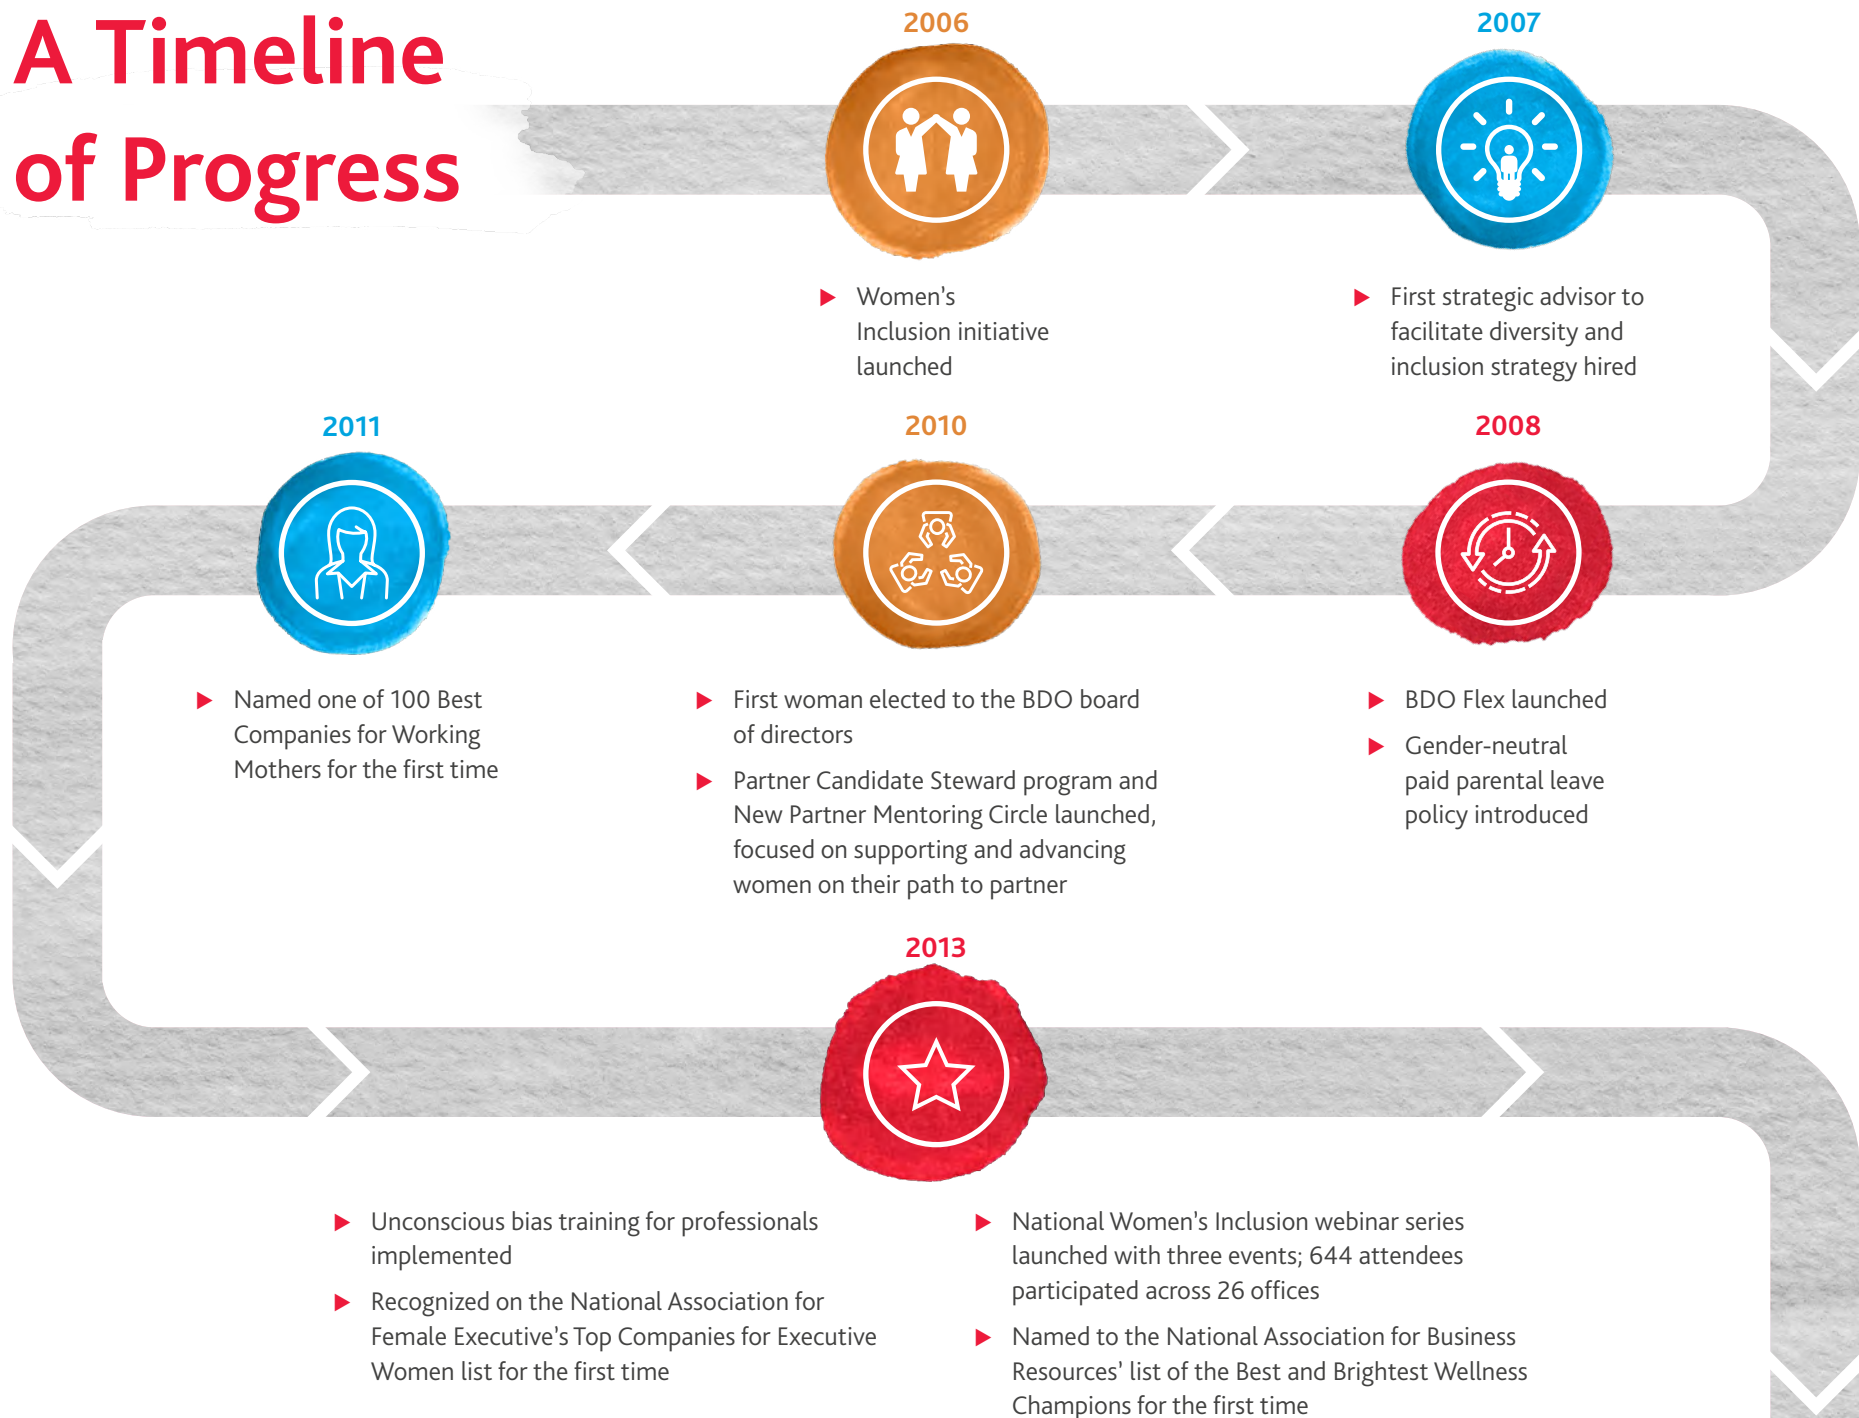 A Timeline
of Progress
2006
Women's
Inclusion initiative
launched
2007
First strategic advisor to
facilitate diversity and
inclusion strategy hired
2008
BDO Flex launched
Gender-neutral
paid parental leave
policy introduced
2010
First woman elected to the BDO board
of directors
Partner Candidate Steward program and
New Partner Mentoring Circle launched,
focused on supporting and advancing
women on their path to partner
2011
Named one of 100 Best
Companies for Working
Mothers for the first time
2013
Unconscious bias training for professionals
implemented
Recognized on the National Association for
Female Executive's Top Companies for Executive
Women list for the first time
National Women's Inclusion webinar series
launched with three events; 644 attendees
participated across 26 offices
Named to the National Association for Business
Resources' list of the Best and Brightest Wellness
Champions for the first time